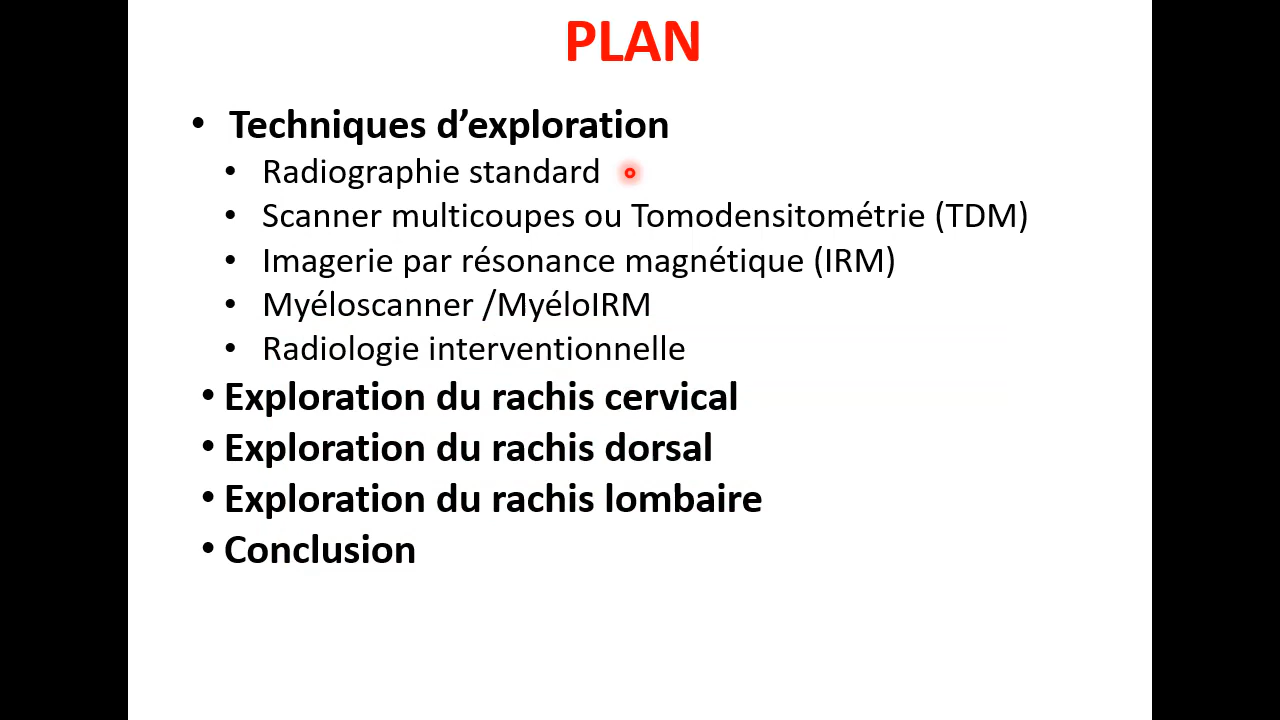 PLAN
• Techniques d’exploration
• Radiographie standard
• Scanner multicoupes ou Tomodensitométrie (TDM)
• Imagerie par résonance magnétique (IRM)
• Myéloscanner /MyéloIRM
• Radiologie interventionnelle
• Exploration du rachis cervical
• Exploration du rachis dorsal
• Exploration du rachis lombaire
• Conclusion